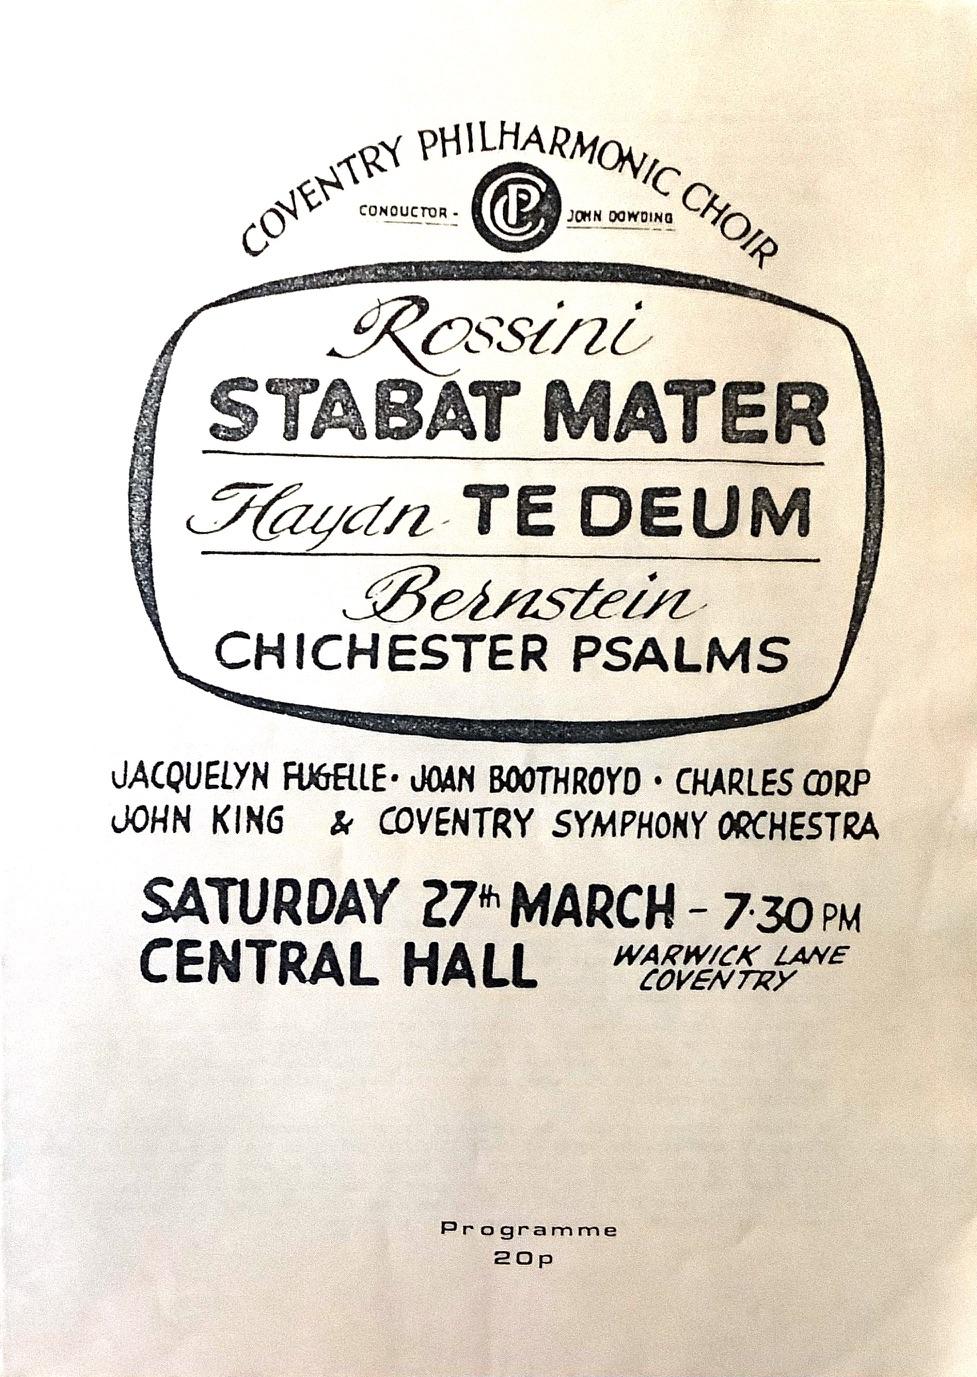 COVENTRY PHILHARMONIC CHOIR
CONDUCTOR - CPC JOHN DOWDING
Rossini
STABAT MATER
Haydn TE DEUM
Bernstein
CHICHESTER PSALMS
JACQUELYN FUGELLE · JOAN BOOTHROYD · CHARLES CORP
JOHN KING & COVENTRY SYMPHONY ORCHESTRA
SATURDAY 27th MARCH - 7·30 PM
CENTRAL HALL WARWICK LANE
COVENTRY
Programme
20p